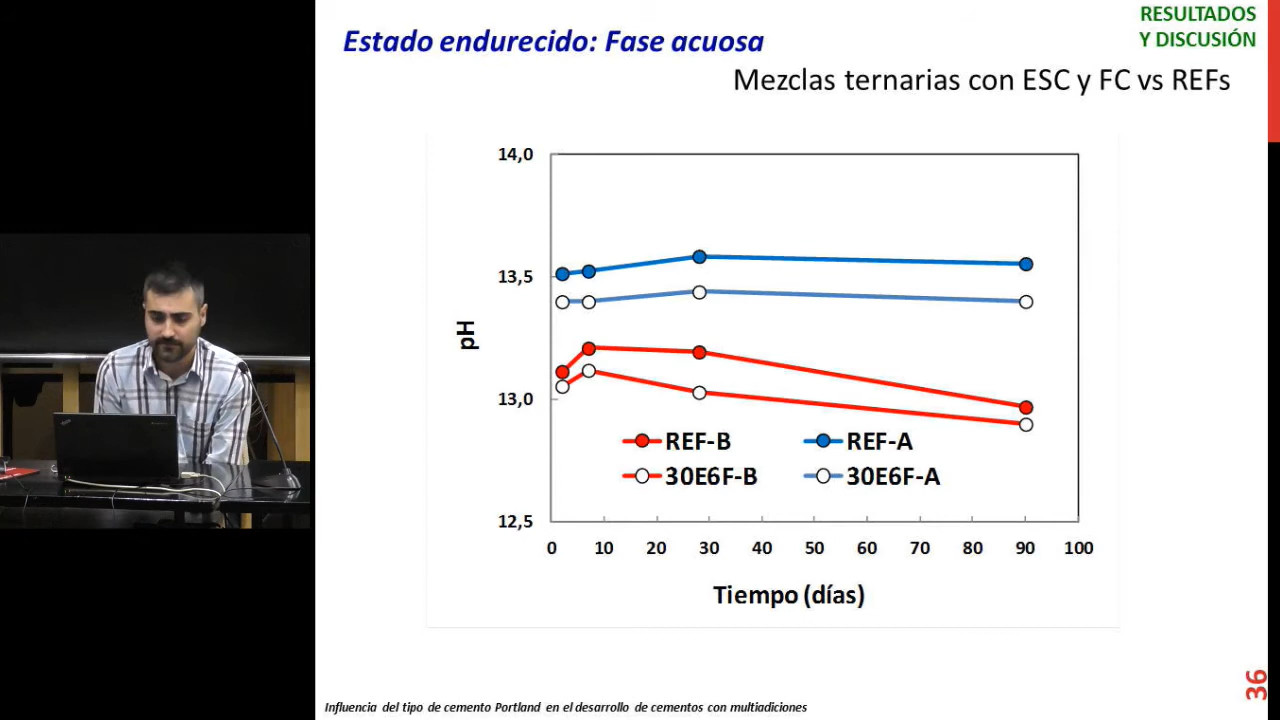 Estado endurecido: Fase acuosa
RESULTADOS
Y DISCUSIÓN
Mezclas ternarias con ESC y FC vs REFs
14,0
13,5
13,0
12,5
pH
REF-B
REF-A
30E6F-B
30E6F-A
0 10 20 30 40 50 60 70 80 90 100
Tiempo (días)
Influencia del tipo de cemento Portland en el desarrollo de cementos con multiadiciones
36